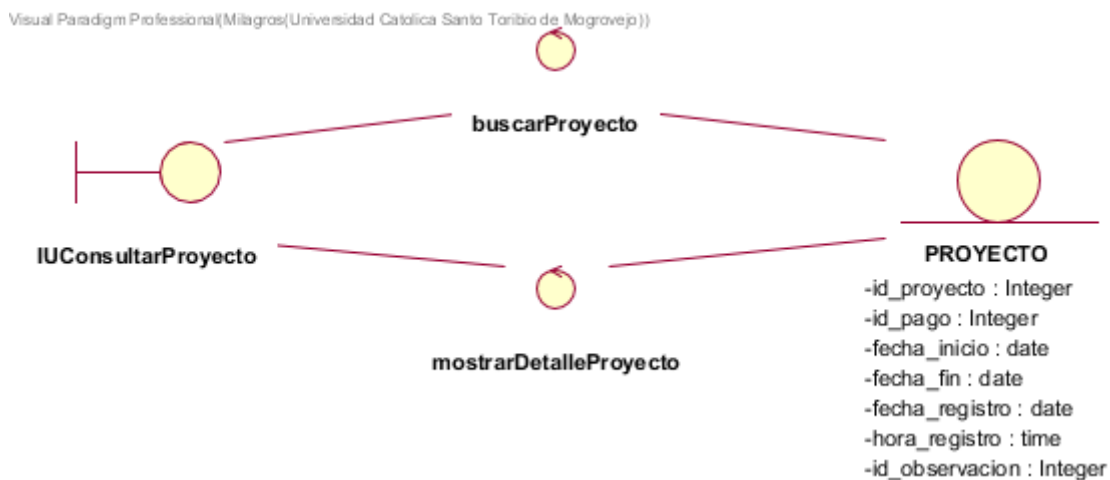 Visual Paradigm Professional(Milagros(Universidad Catolica Santo Toribio de Mogrovejo))
buscarProyecto
IUConsultarProyecto
mostrarDetalleProyecto
PROYECTO
-id_proyecto : Integer
-id_pago : Integer
-fecha_inicio : date
-fecha_fin : date
-fecha_registro : date
-hora_registro : time
-id_observacion : Integer